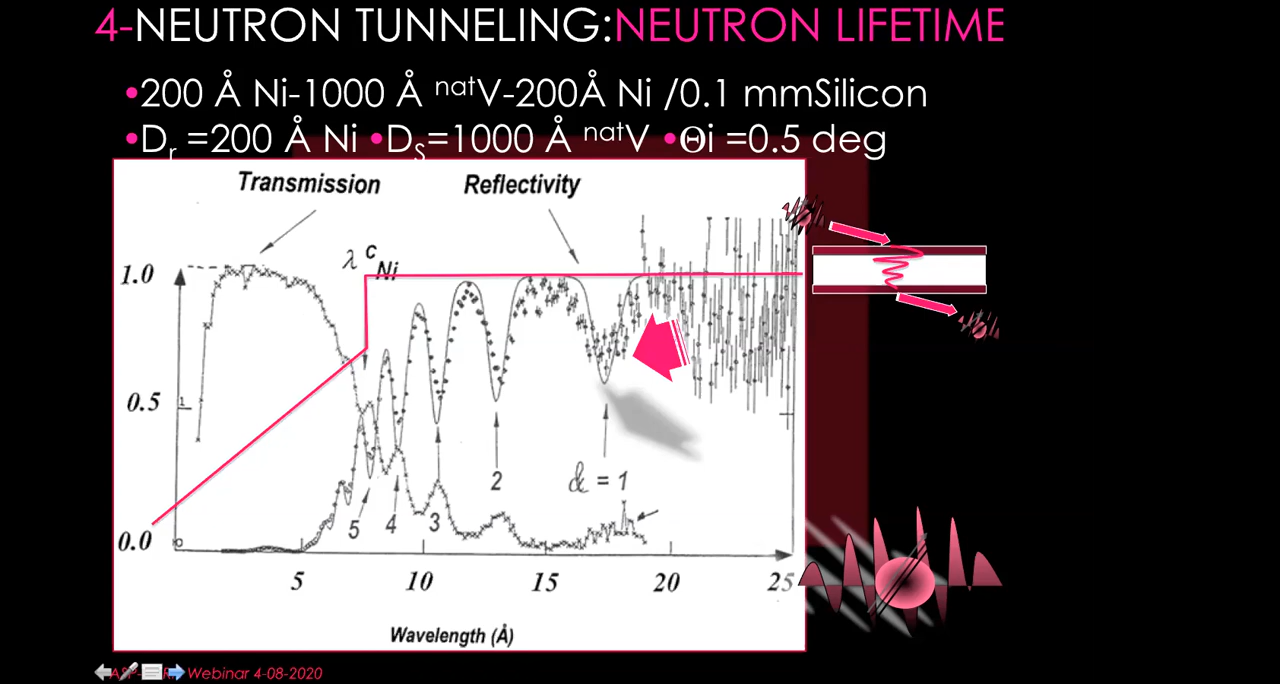 4-NEUTRON TUNNELING:NEUTRON LIFETIME
•200 Å Ni-1000 Å ⁿᵃᵗV-200Å Ni /0.1 mmSilicon
•Dᵣ =200 Å Ni •Dₛ=1000 Å ⁿᵃᵗV •Θi =0.5 deg
Transmission Reflectivity
λ c Ni
1.0
0.5 1
2 = 1
5 4 3
0.0 0
5 10 15 20 25
Wavelength (Å)
Webinar 4-08-2020